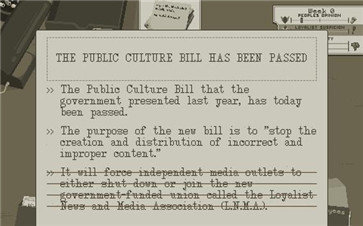 Week 0
PEOPLES OPINION
LOYALIST SUSPICION
THE PUBLIC CULTURE BILL HAS BEEN PASSED
>> The Public Culture Bill that the
government presented last year, has today
been passed.
>> The purpose of the new bill is to "stop the
creation and distribution of incorrect and
improper content."
>> It will force independent media outlets to
either shut down or join the new
government-funded union called the Loyalist
News and Media Association (L.N.M.A.).